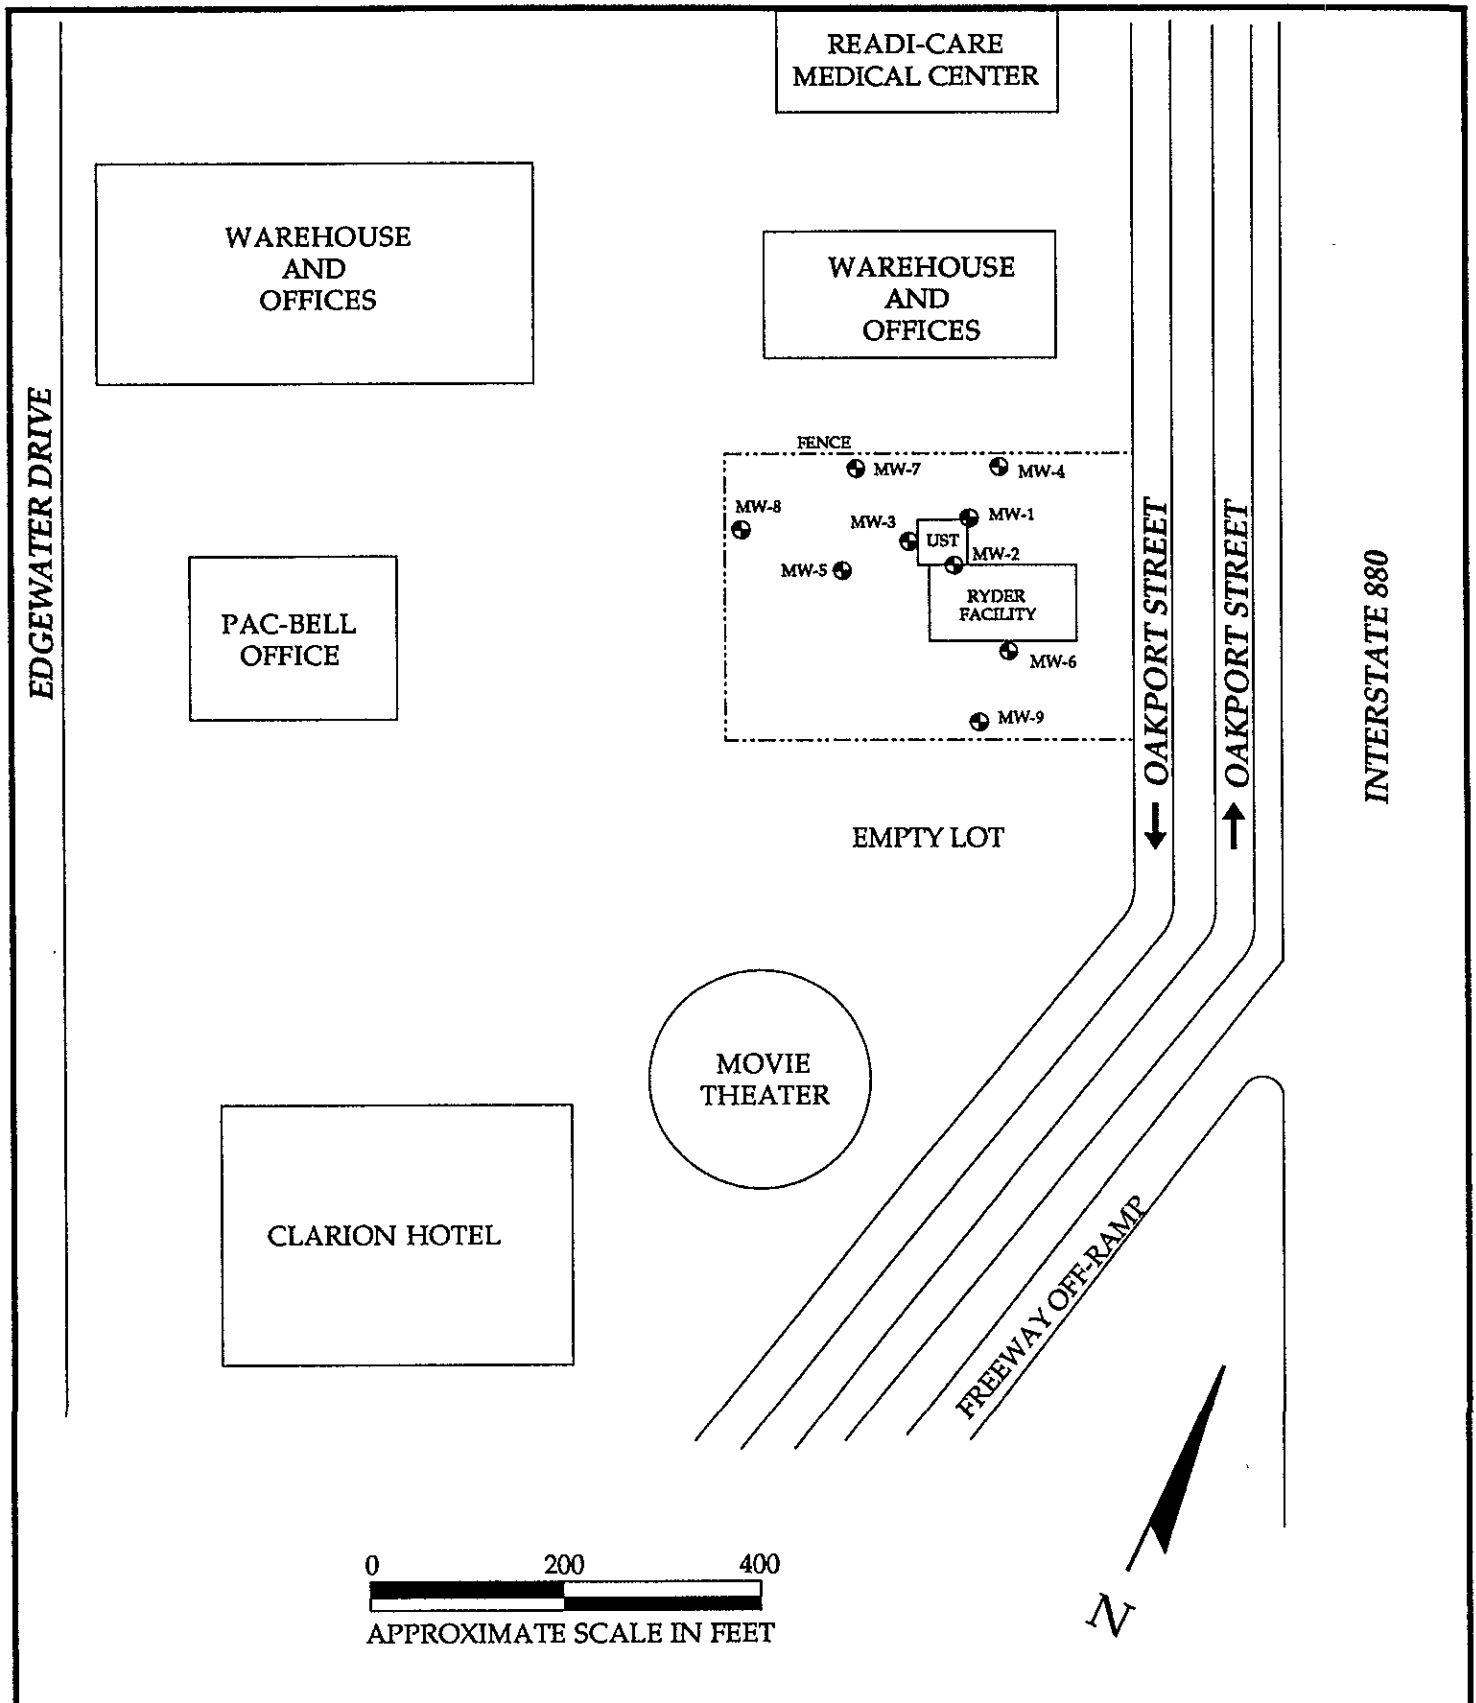 READI-CARE
MEDICAL CENTER
WAREHOUSE
AND
OFFICES
WAREHOUSE
AND
OFFICES
EDGEWATER DRIVE
FENCE
MW-7
MW-4
MW-8
MW-3
MW-1
UST
MW-2
MW-5
RYDER
FACILITY
MW-6
MW-9
PAC-BELL
OFFICE
OAKPORT STREET
OAKPORT STREET
INTERSTATE 880
EMPTY LOT
MOVIE
THEATER
CLARION HOTEL
FREEWAY OFF-RAMP
N
0 200 400
APPROXIMATE SCALE IN FEET